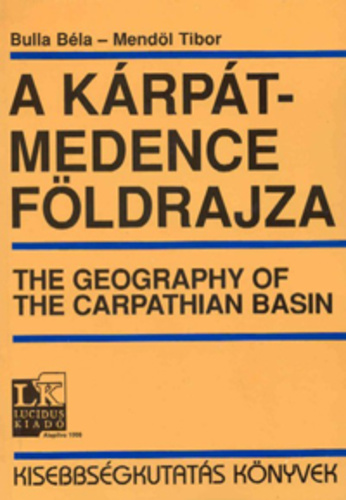 Bulla Béla – Mendöl Tibor
A KÁRPÁT-
MEDENCE
FÖLDRAJZA
THE GEOGRAPHY OF
THE CARPATHIAN BASIN
LK
LUCIDUS
KIADÓ
KISEBBSÉGKUTATÁS KÖNYVEK